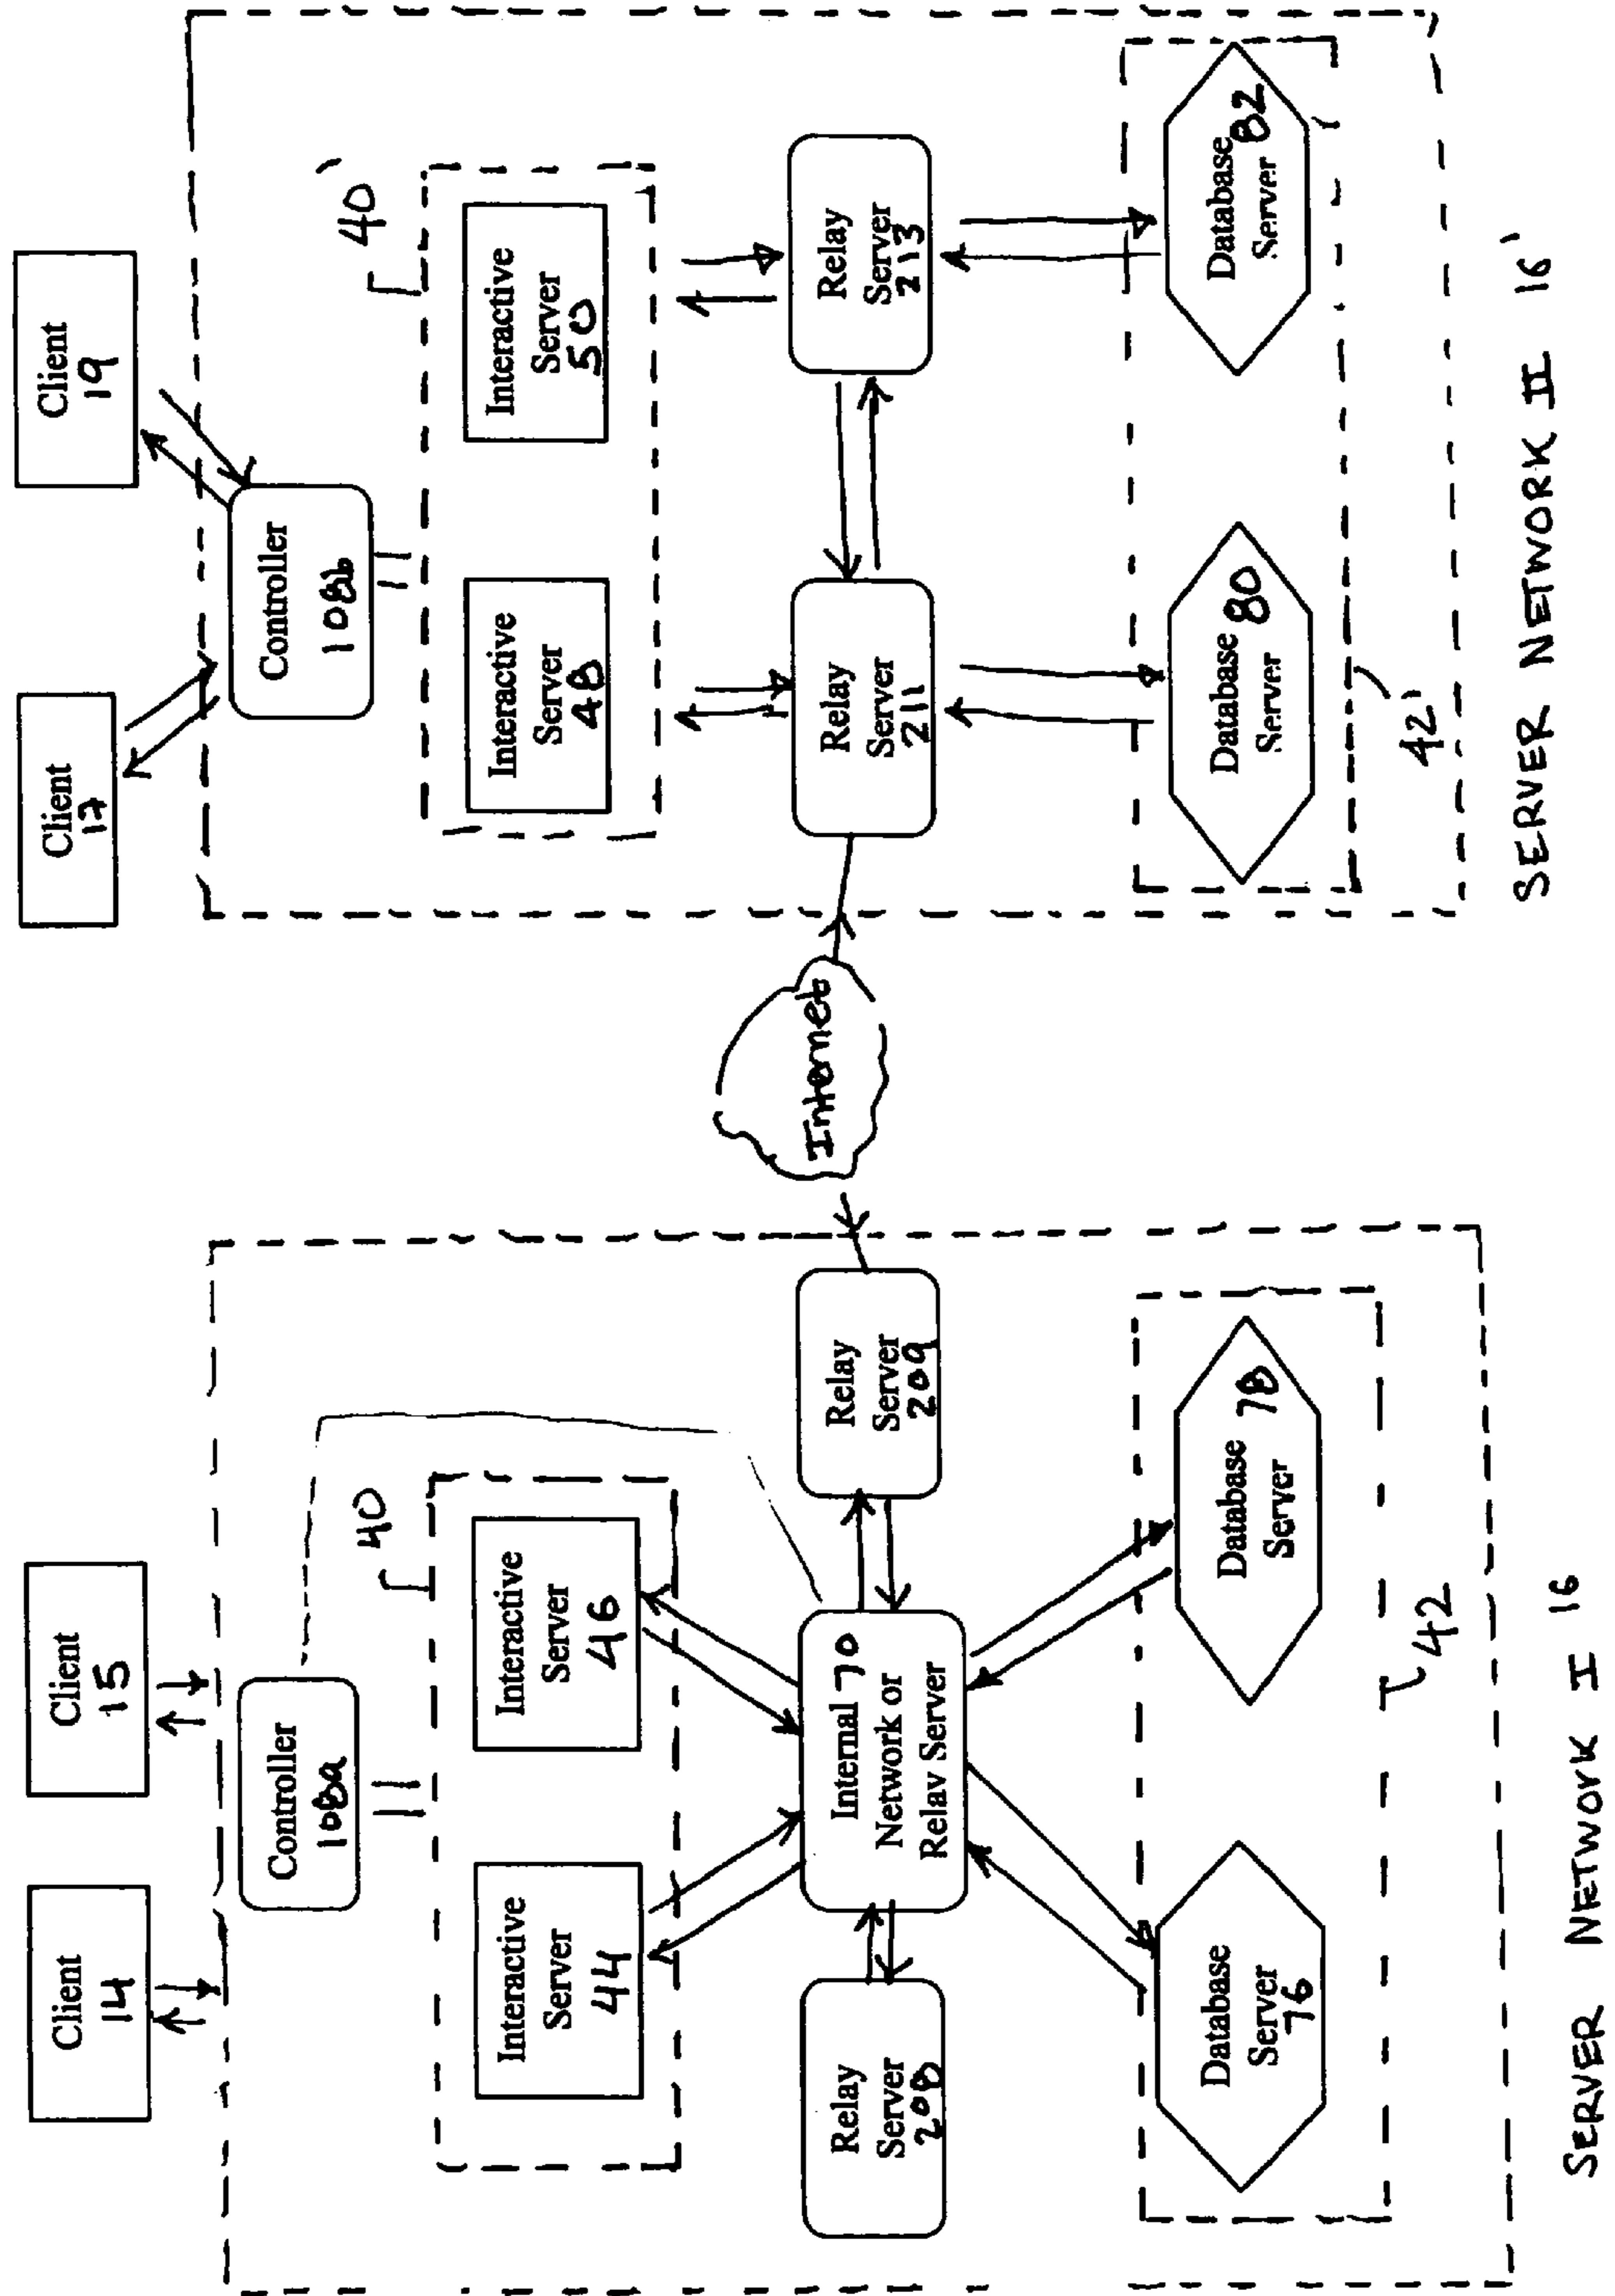 Client
14
Client
15
Client
17
Client
19
Controller
108a
40
Interactive
Server
44
Interactive
Server
46
Relay
Server
208
Internal 70
Network or
Relay Server
Relay
Server
209
Database
Server
76
Database 78
Server
42
SERVER NETWORK I 16
Internet
Controller
108b
40'
Interactive
Server
48
Interactive
Server
50
Relay
Server
211
Relay
Server
213
Database 80
Server
Database
Server 82
42'
SERVER NETWORK II 16'